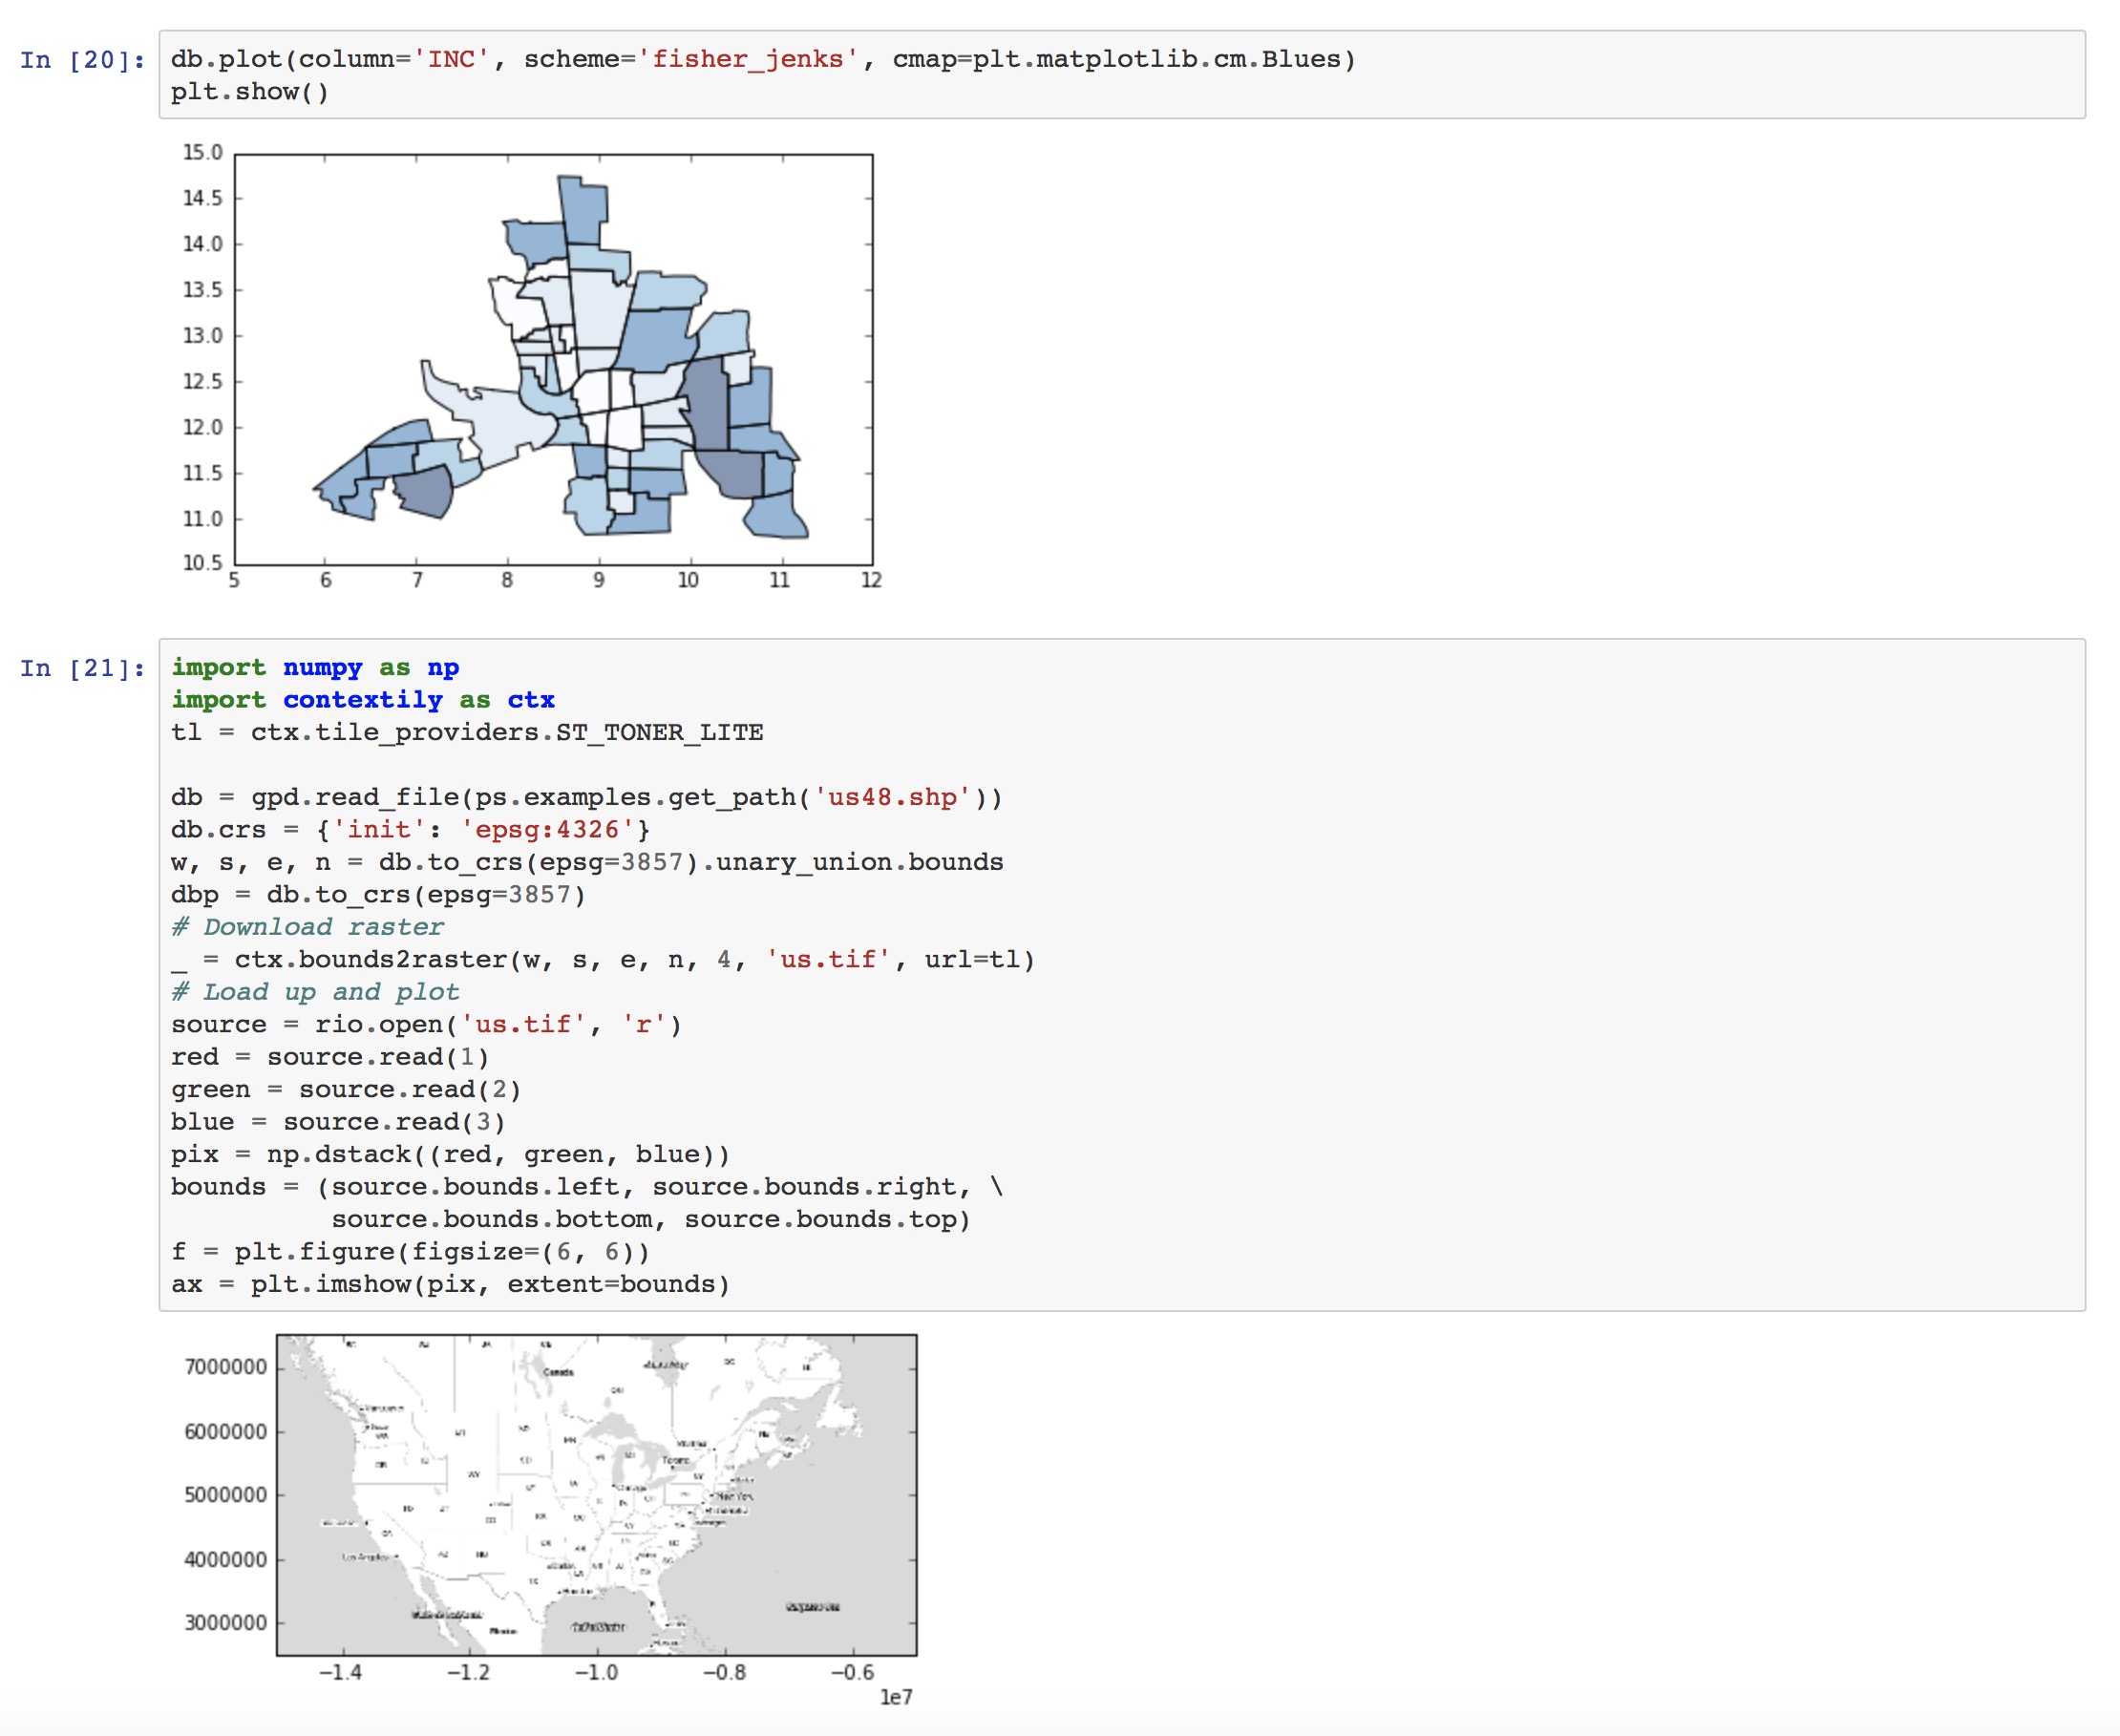 In [20]:
db.plot(column='INC', scheme='fisher_jenks', cmap=plt.matplotlib.cm.Blues)
plt.show()
15.0
14.5
14.0
13.5
13.0
12.5
12.0
11.5
11.0
10.5
5 6 7 8 9 10 11 12
In [21]:
import numpy as np
import contextily as ctx
tl = ctx.tile_providers.ST_TONER_LITE
db = gpd.read_file(ps.examples.get_path('us48.shp'))
db.crs = {'init': 'epsg:4326'}
w, s, e, n = db.to_crs(epsg=3857).unary_union.bounds
dbp = db.to_crs(epsg=3857)
# Download raster
_ = ctx.bounds2raster(w, s, e, n, 4, 'us.tif', url=tl)
# Load up and plot
source = rio.open('us.tif', 'r')
red = source.read(1)
green = source.read(2)
blue = source.read(3)
pix = np.dstack((red, green, blue))
bounds = (source.bounds.left, source.bounds.right, \
source.bounds.bottom, source.bounds.top)
f = plt.figure(figsize=(6, 6))
ax = plt.imshow(pix, extent=bounds)
7000000
6000000
5000000
4000000
3000000
Canada
Toronto
WY
Chicago
New York
Los Angeles
Houston
Mexico
−1.4 −1.2 −1.0 −0.8 −0.6
1e7